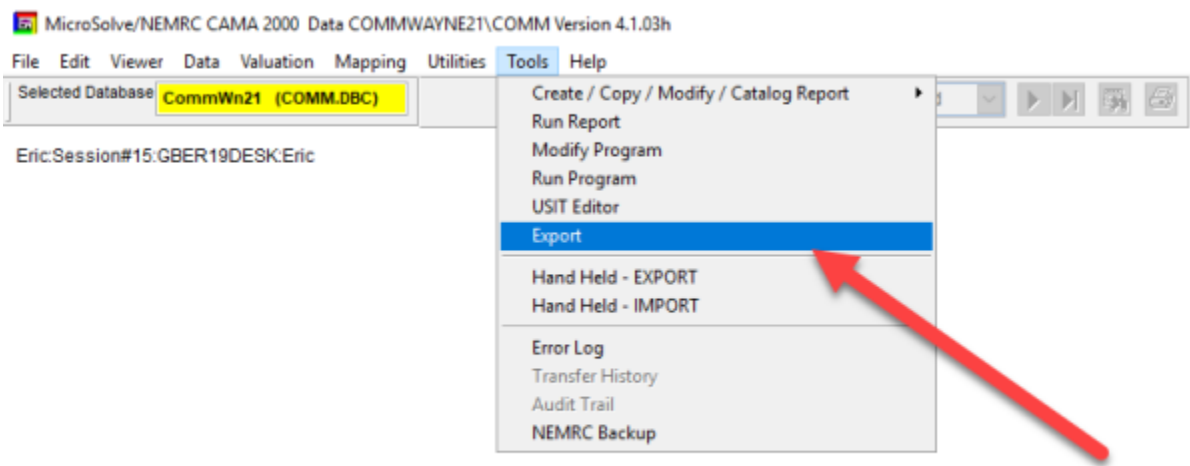 MicroSolve/NEMRC CAMA 2000 Data COMMWAYNE21\COMM Version 4.1.03h
File Edit Viewer Data Valuation Mapping Utilities Tools Help
Selected Database CommWn21 (COMM.DBC)
Create / Copy / Modify / Catalog Report
Run Report
Eric:Session#15:GBER19DESK:Eric
Modify Program
Run Program
USIT Editor
Export
Hand Held - EXPORT
Hand Held - IMPORT
Error Log
Transfer History
Audit Trail
NEMRC Backup